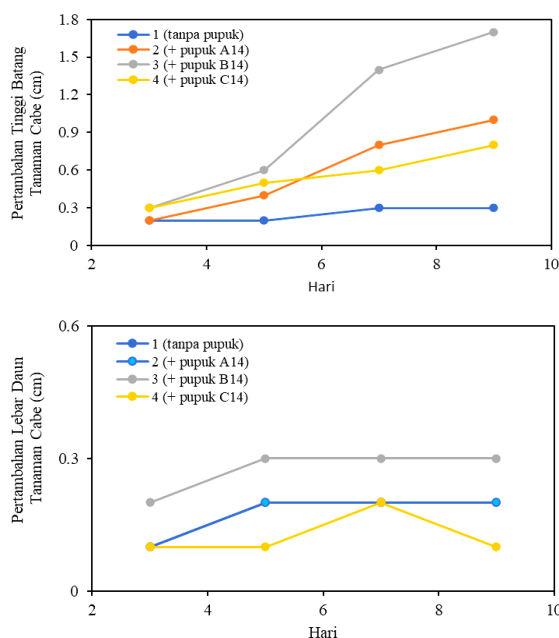 Pertambahan Tinggi Batang
Tanaman Cabe (cm)
1.8
1.5
1.2
0.9
0.6
0.3
0
1 (tanpa pupuk)
2 (+ pupuk A14)
3 (+ pupuk B14)
4 (+ pupuk C14)
2 4 6 8 10
Hari
Pertambahan Lebar Daun
Tanaman Cabe (cm)
0.6
0.3
0
1 (tanpa pupuk)
2 (+ pupuk A14)
3 (+ pupuk B14)
4 (+ pupuk C14)
2 4 6 8 10
Hari